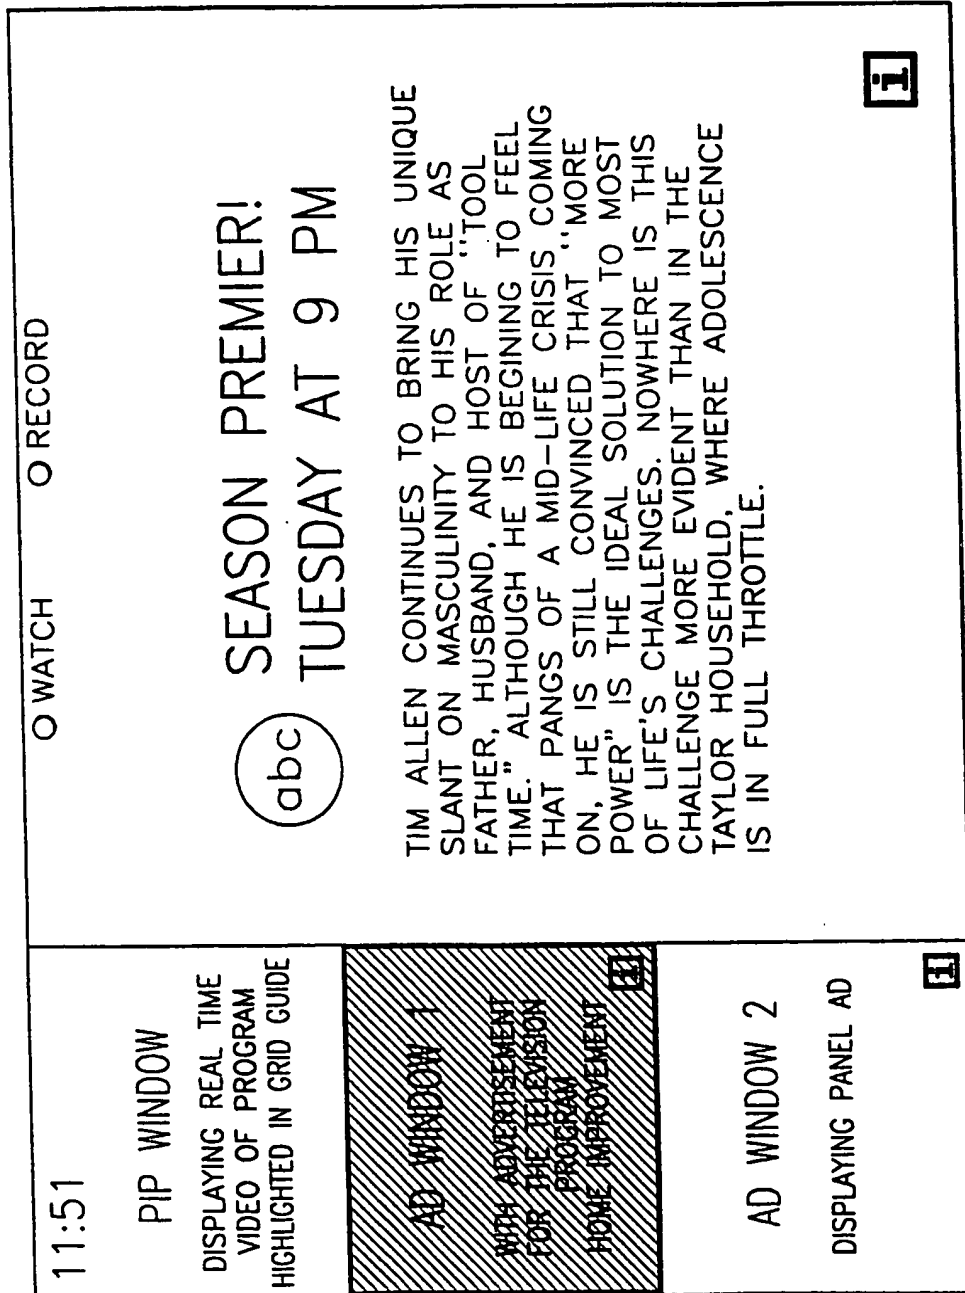 11:51
○ WATCH
○ RECORD
PIP WINDOW
DISPLAYING REAL TIME
VIDEO OF PROGRAM
HIGHLIGHTED IN GRID GUIDE
AD WINDOW 1
WITH ADVERTISEMENT
FOR THE TELEVISION
PROGRAM
HOME IMPROVEMENT
i
AD WINDOW 2
DISPLAYING PANEL AD
i
abc
SEASON PREMIER!
TUESDAY AT 9 PM
TIM ALLEN CONTINUES TO BRING HIS UNIQUE
SLANT ON MASCULINITY TO HIS ROLE AS
FATHER, HUSBAND, AND HOST OF "TOOL
TIME." ALTHOUGH HE IS BEGINING TO FEEL
THAT PANGS OF A MID-LIFE CRISIS COMING
ON, HE IS STILL CONVINCED THAT "MORE
POWER" IS THE IDEAL SOLUTION TO MOST
OF LIFE'S CHALLENGES. NOWHERE IS THIS
CHALLENGE MORE EVIDENT THAN IN THE
TAYLOR HOUSEHOLD, WHERE ADOLESCENCE
IS IN FULL THROTTLE.
i